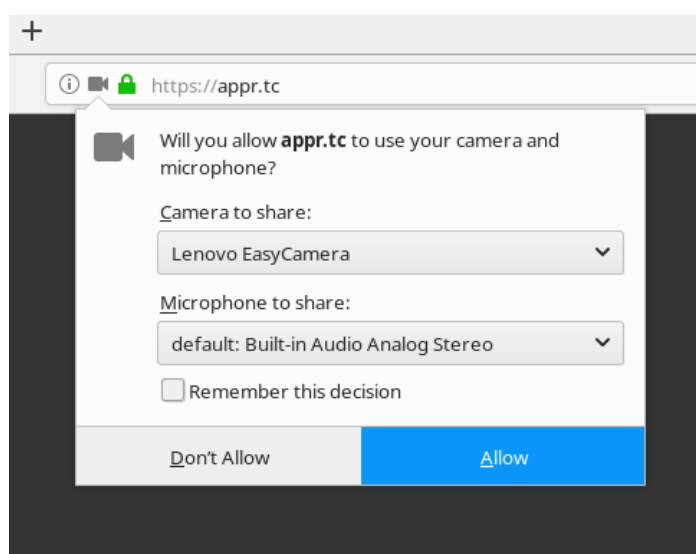 https://appr.tc
Will you allow appr.tc to use your camera and
microphone?
Camera to share:
Lenovo EasyCamera
Microphone to share:
default: Built-in Audio Analog Stereo
Remember this decision
Don't Allow
Allow